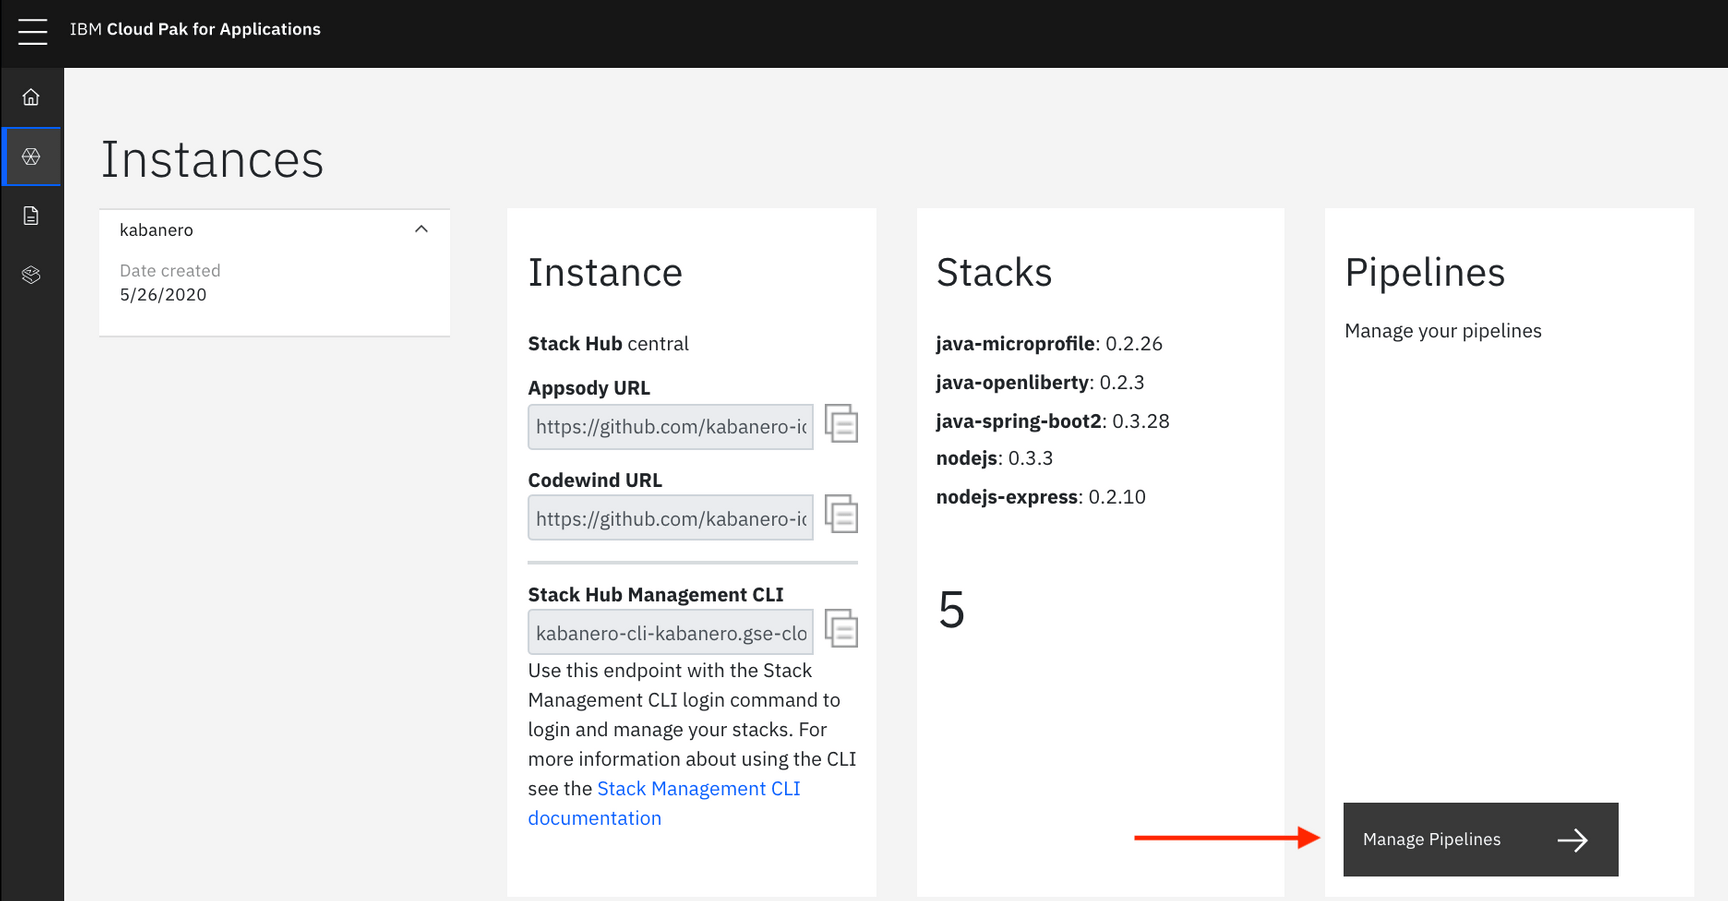 IBM Cloud Pak for Applications
Instances
kabanero
Date created
5/26/2020
Instance
Stack Hub central
Appsody URL
https://github.com/kabanero-io
Codewind URL
https://github.com/kabanero-io
Stack Hub Management CLI
kabanero-cli-kabanero.gse-clo
Use this endpoint with the Stack
Management CLI login command to
login and manage your stacks. For
more information about using the CLI
see the Stack Management CLI
documentation
Stacks
java-microprofile: 0.2.26
java-openliberty: 0.2.3
java-spring-boot2: 0.3.28
nodejs: 0.3.3
nodejs-express: 0.2.10
5
Pipelines
Manage your pipelines
Manage Pipelines